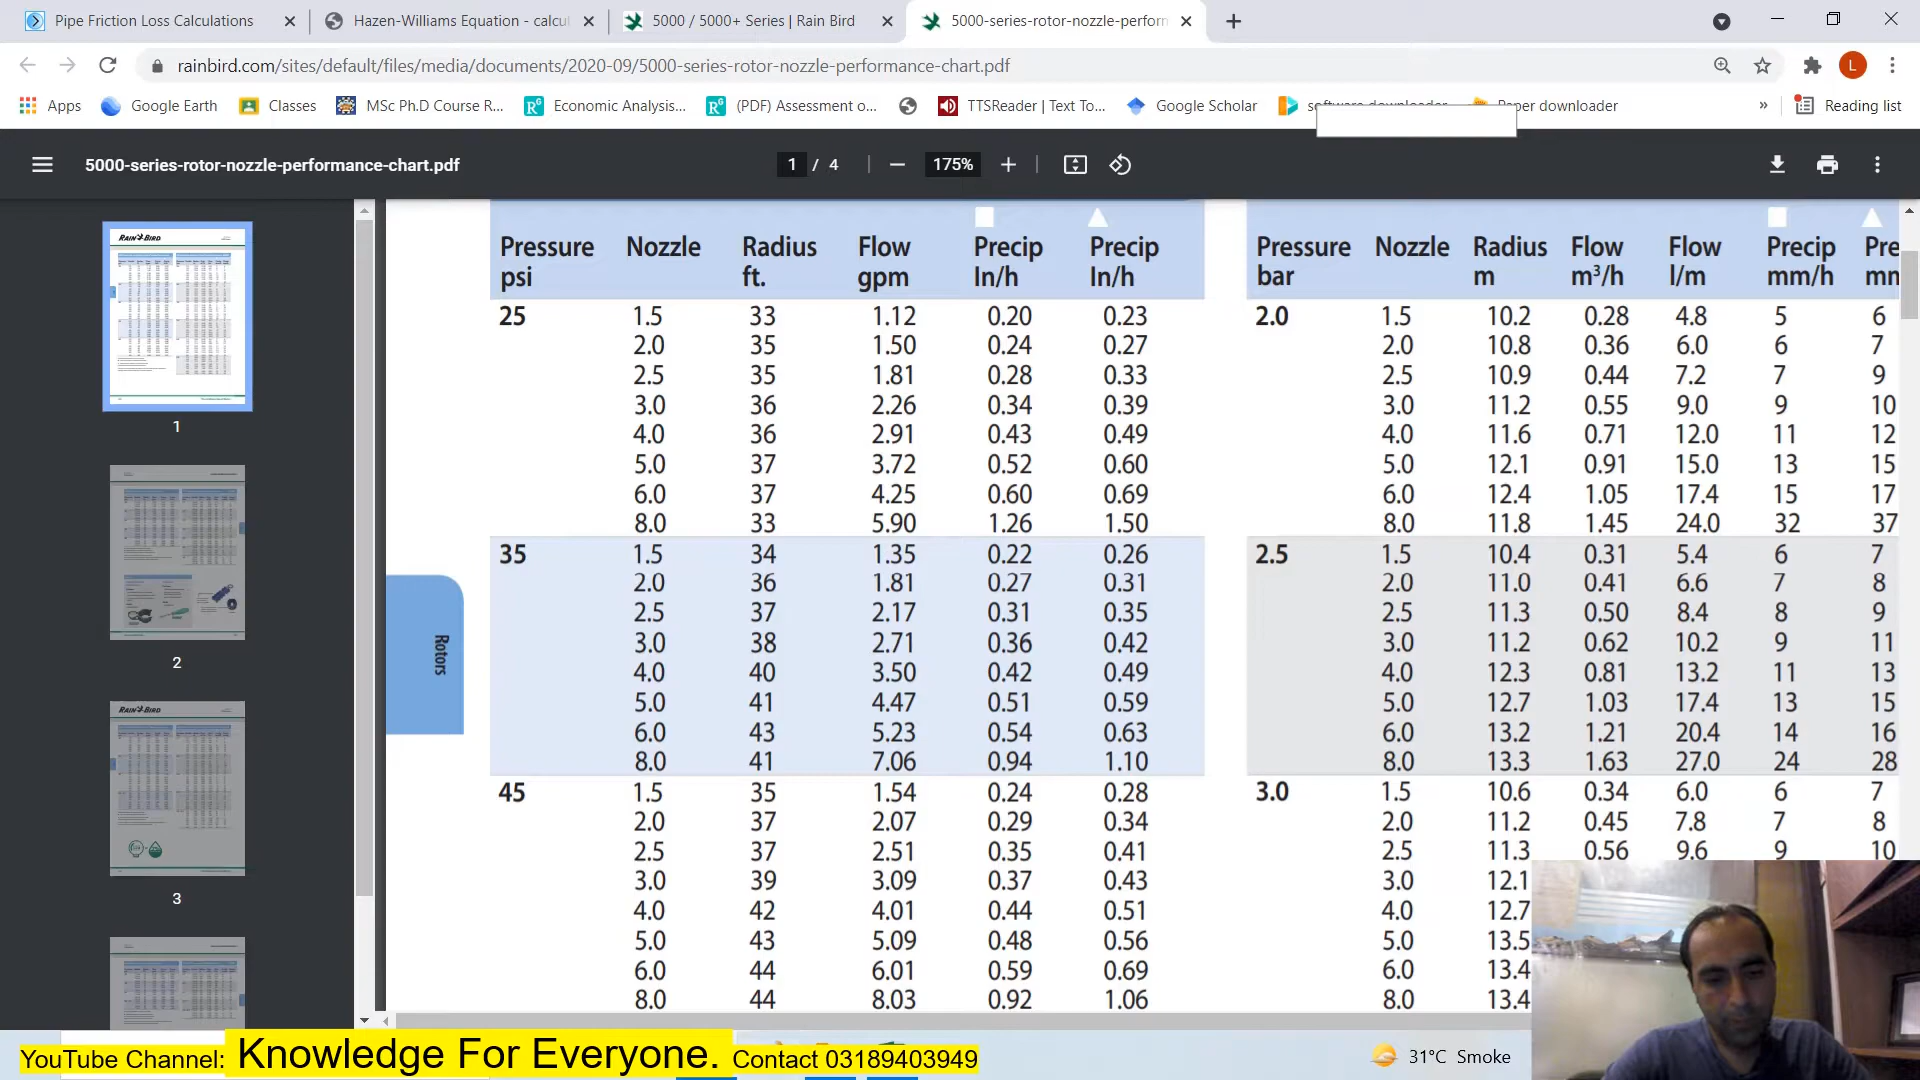 Pipe Friction Loss Calculations
Hazen-Williams Equation - calcu
5000 / 5000+ Series | Rain Bird
5000-series-rotor-nozzle-perform
rainbird.com/sites/default/files/media/documents/2020-09/5000-series-rotor-nozzle-performance-chart.pdf
L
Apps Google Earth Classes MSc Ph.D Course R... Economic Analysis... (PDF) Assessment o... TTSReader | Text To... Google Scholar software downloader Paper downloader » Reading list
5000-series-rotor-nozzle-performance-chart.pdf
1 / 4
175%
RAIN BIRD
1
2
RAIN BIRD
3
Rotors
Pressure Nozzle Radius Flow Precip Precip
psi ft. gpm In/h In/h
25 1.5 33 1.12 0.20 0.23
2.0 35 1.50 0.24 0.27
2.5 35 1.81 0.28 0.33
3.0 36 2.26 0.34 0.39
4.0 36 2.91 0.43 0.49
5.0 37 3.72 0.52 0.60
6.0 37 4.25 0.60 0.69
8.0 33 5.90 1.26 1.50
35 1.5 34 1.35 0.22 0.26
2.0 36 1.81 0.27 0.31
2.5 37 2.17 0.31 0.35
3.0 38 2.71 0.36 0.42
4.0 40 3.50 0.42 0.49
5.0 41 4.47 0.51 0.59
6.0 43 5.23 0.54 0.63
8.0 41 7.06 0.94 1.10
45 1.5 35 1.54 0.24 0.28
2.0 37 2.07 0.29 0.34
2.5 37 2.51 0.35 0.41
3.0 39 3.09 0.37 0.43
4.0 42 4.01 0.44 0.51
5.0 43 5.09 0.48 0.56
6.0 44 6.01 0.59 0.69
8.0 44 8.03 0.92 1.06
Pressure Nozzle Radius Flow Flow Precip Pre
bar m m³/h l/m mm/h mm
2.0 1.5 10.2 0.28 4.8 5 6
2.0 10.8 0.36 6.0 6 7
2.5 10.9 0.44 7.2 7 9
3.0 11.2 0.55 9.0 9 10
4.0 11.6 0.71 12.0 11 12
5.0 12.1 0.91 15.0 13 15
6.0 12.4 1.05 17.4 15 17
8.0 11.8 1.45 24.0 32 37
2.5 1.5 10.4 0.31 5.4 6 7
2.0 11.0 0.41 6.6 7 8
2.5 11.3 0.50 8.4 8 9
3.0 11.2 0.62 10.2 9 11
4.0 12.3 0.81 13.2 11 13
5.0 12.7 1.03 17.4 13 15
6.0 13.2 1.21 20.4 14 16
8.0 13.3 1.63 27.0 24 28
3.0 1.5 10.6 0.34 6.0 6 7
2.0 11.2 0.45 7.8 7 8
2.5 11.3 0.56 9.6 9 10
3.0 12.1
4.0 12.7
5.0 13.5
6.0 13.4
8.0 13.4
YouTube Channel: Knowledge For Everyone. Contact 03189403949
31°C Smoke